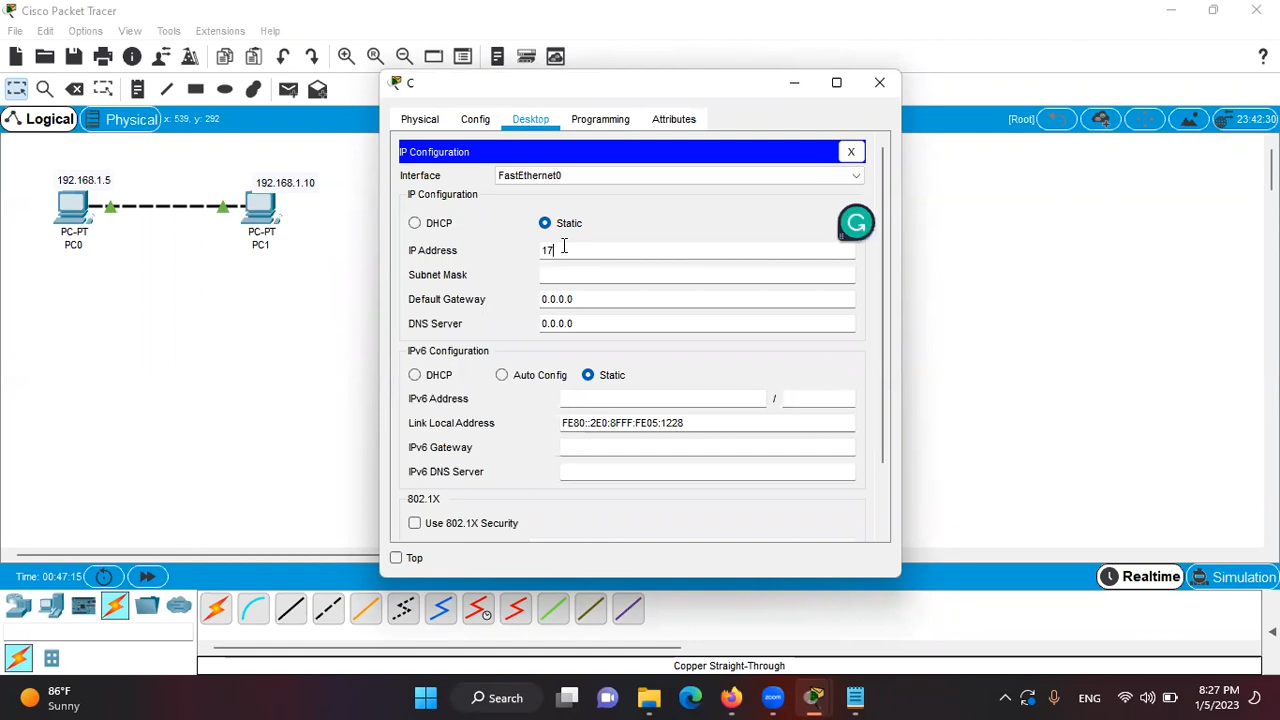 Cisco Packet Tracer
File Edit Options View Tools Extensions Help
Logical Physical x: 539, y: 292 [Root] 23:42:30
192.168.1.5
192.168.1.10
PC-PT
PC0
PC-PT
PC1
C
Physical Config Desktop Programming Attributes
IP Configuration X
Interface FastEthernet0
IP Configuration
DHCP Static
IP Address 17
Subnet Mask
Default Gateway 0.0.0.0
DNS Server 0.0.0.0
IPv6 Configuration
DHCP Auto Config Static
IPv6 Address /
Link Local Address FE80::2E0:8FFF:FE05:1228
IPv6 Gateway
IPv6 DNS Server
802.1X
Use 802.1X Security
Top
Time: 00:47:15 Realtime Simulation
Copper Straight-Through
86°F
Sunny
Search
zoom
ENG
8:27 PM
1/5/2023